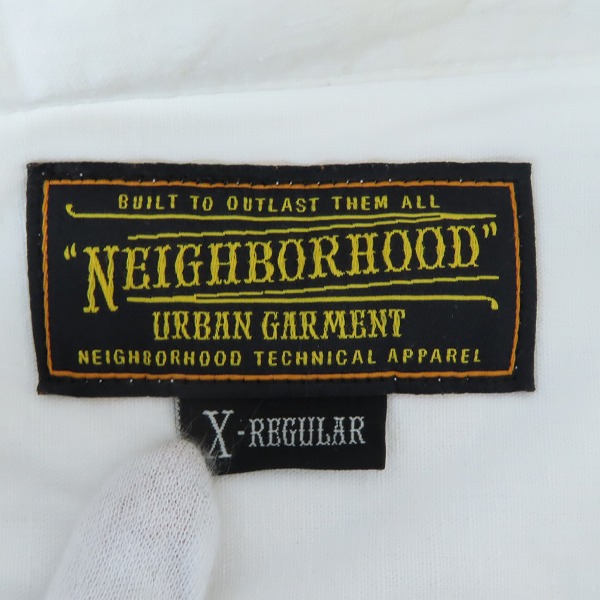 BUILT TO OUTLAST THEM ALL
"NEIGHBORHOOD"
URBAN GARMENT
NEIGHBORHOOD TECHNICAL APPAREL
X-REGULAR